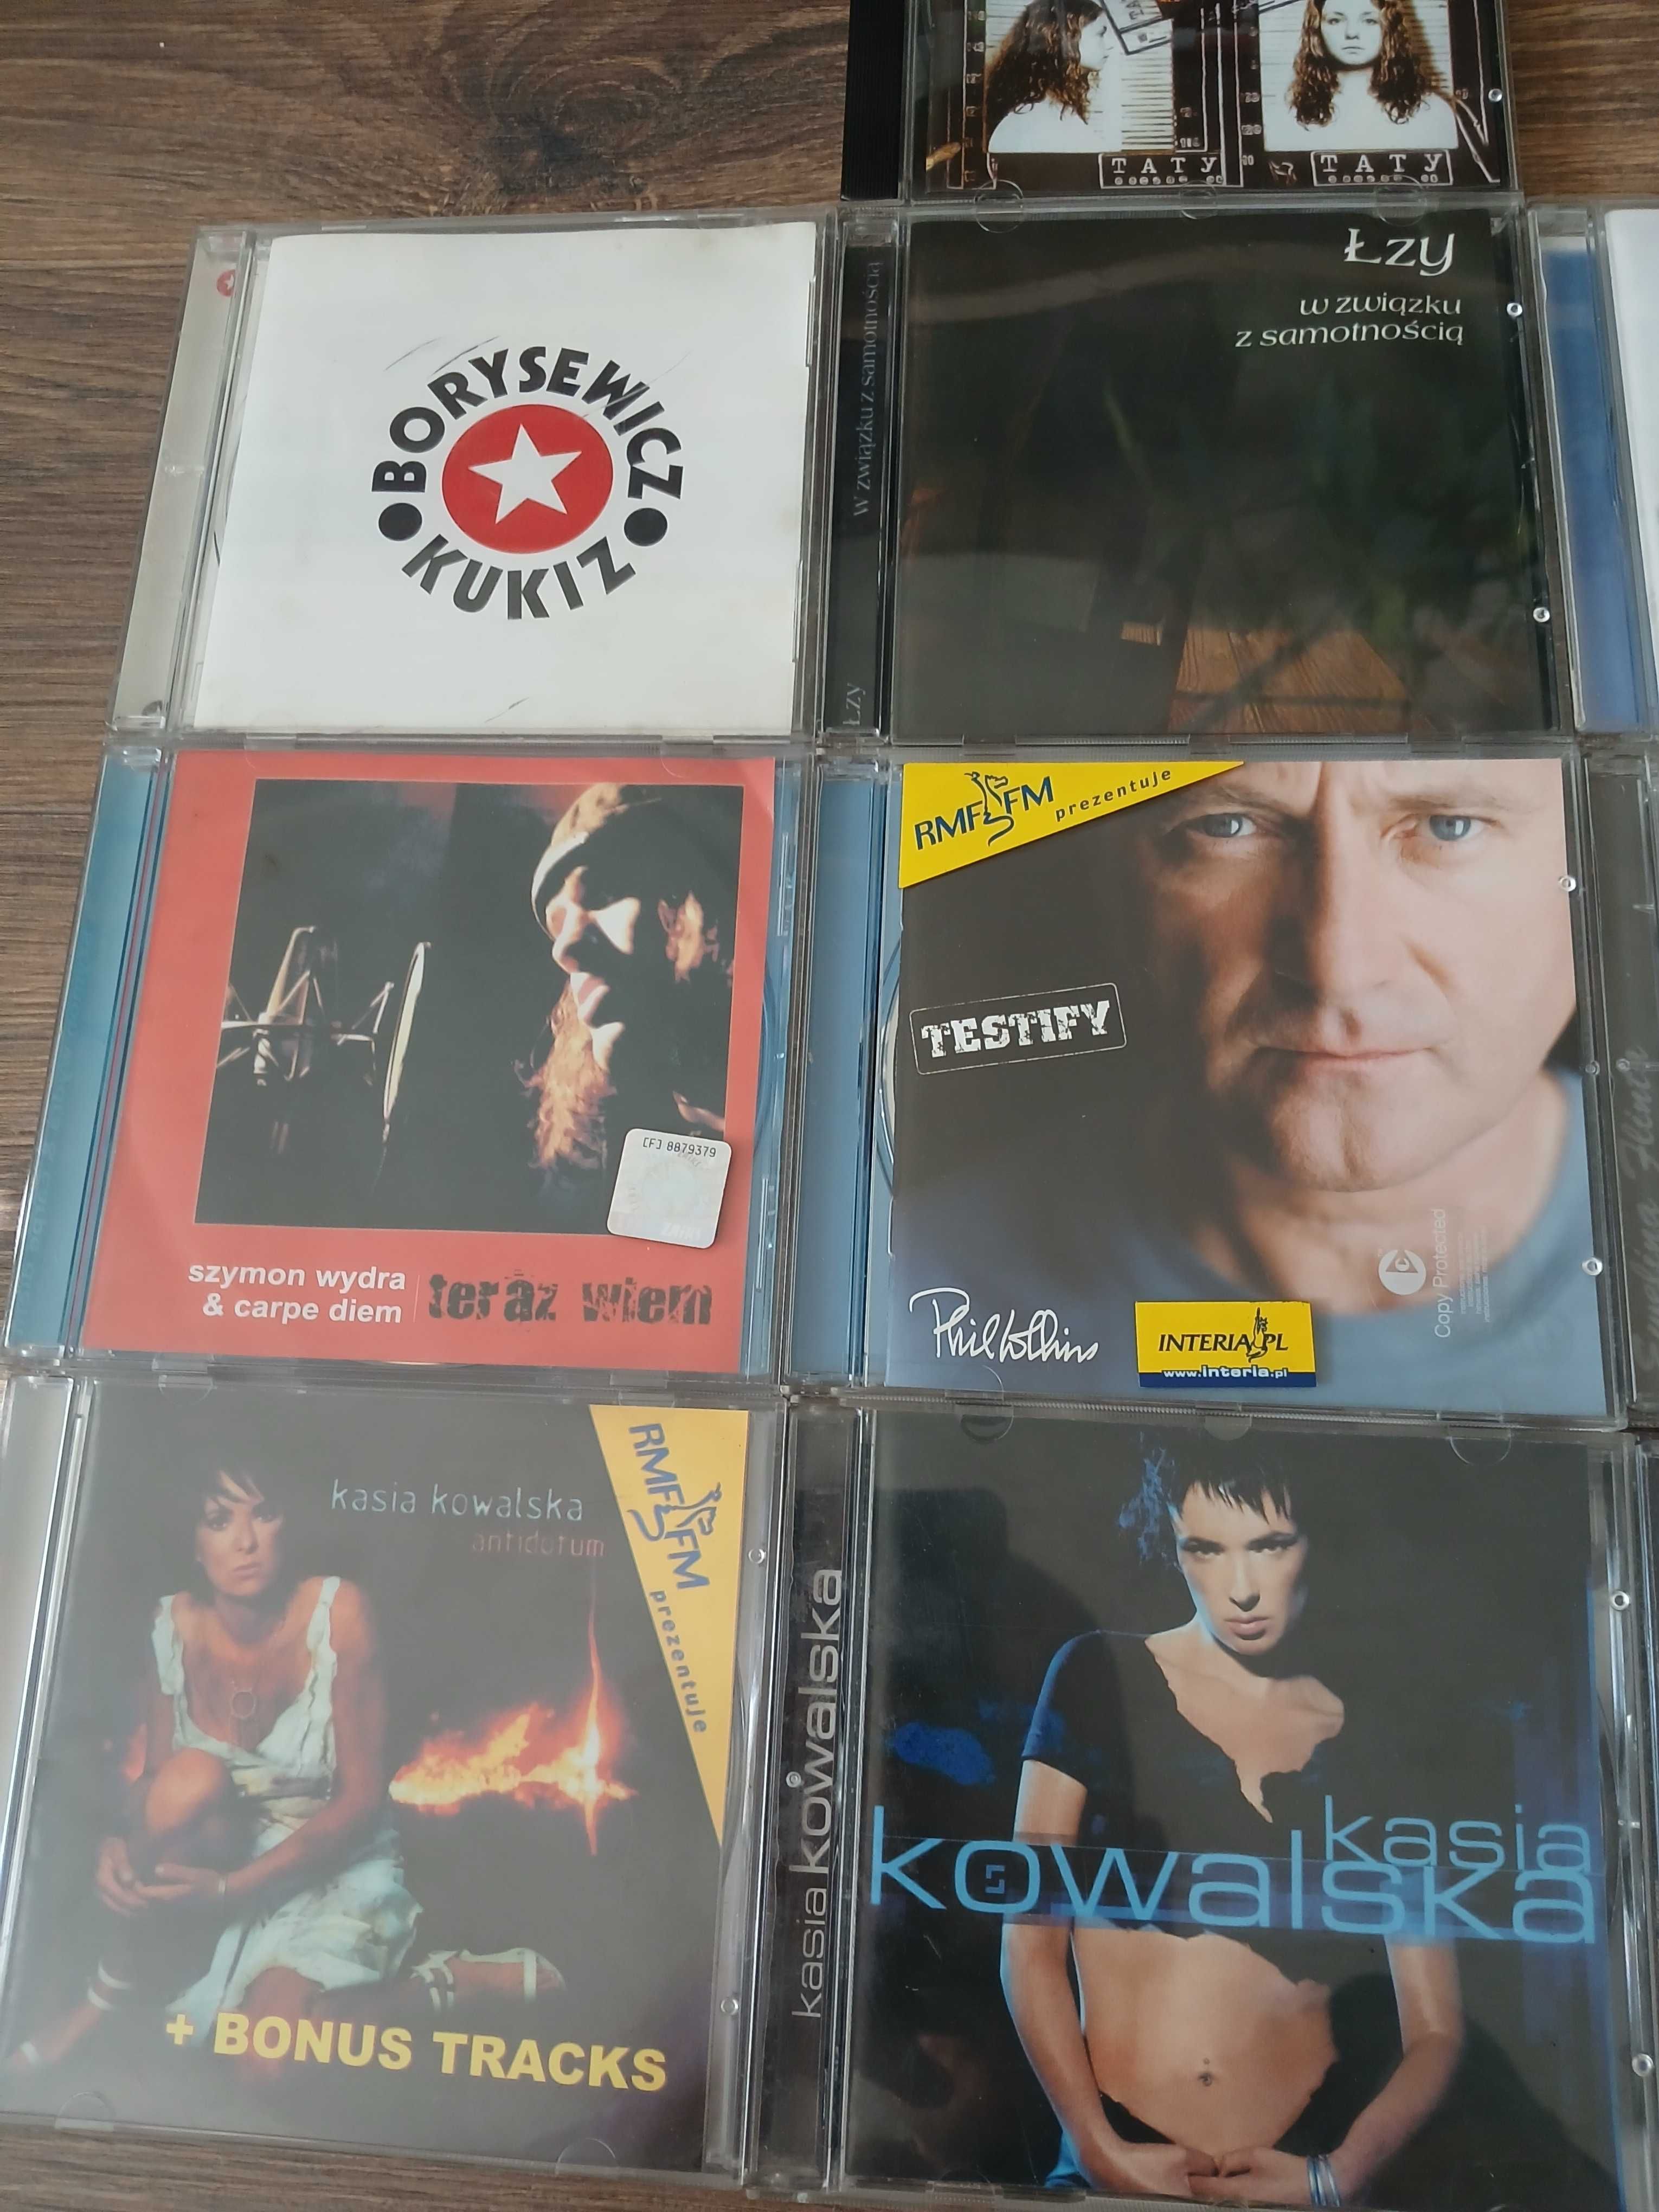 TATY
TATY
BORYSEWICZ
KUKIZ
W związku z samotnością
Łzy
Łzy
w związku
z samotnością
szymon wydra
& carpe diem
teraz wiem
[F] 8879379
RMF FM
prezentuje
TESTIFY
Phil Collins
Copy Protected
INTERIA.PL
www.interia.pl
kasia kowalska
antidotum
RMF FM
prezentuje
+ BONUS TRACKS
kasia kowalska
kasia
kowalska